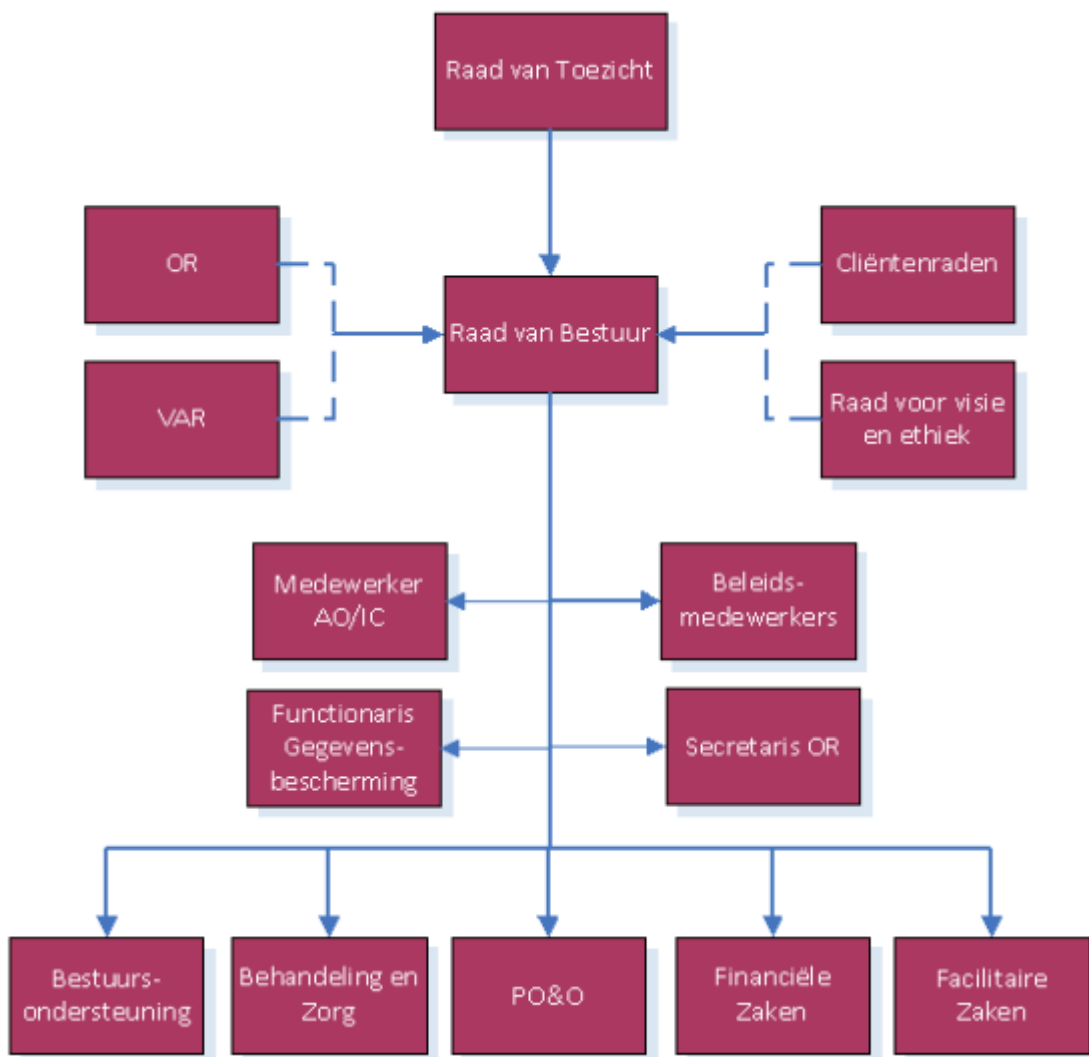 Raad van Toezicht
OR
Cliëntenraden
Raad van Bestuur
VAR
Raad voor visie
en ethiek
Medewerker
AO/IC
Beleids-
medewerkers
Functionaris
Gegevens-
bescherming
Secretaris OR
Bestuurs-
ondersteuning
Behandeling en
Zorg
PO&O
Financiële
Zaken
Facilitaire
Zaken